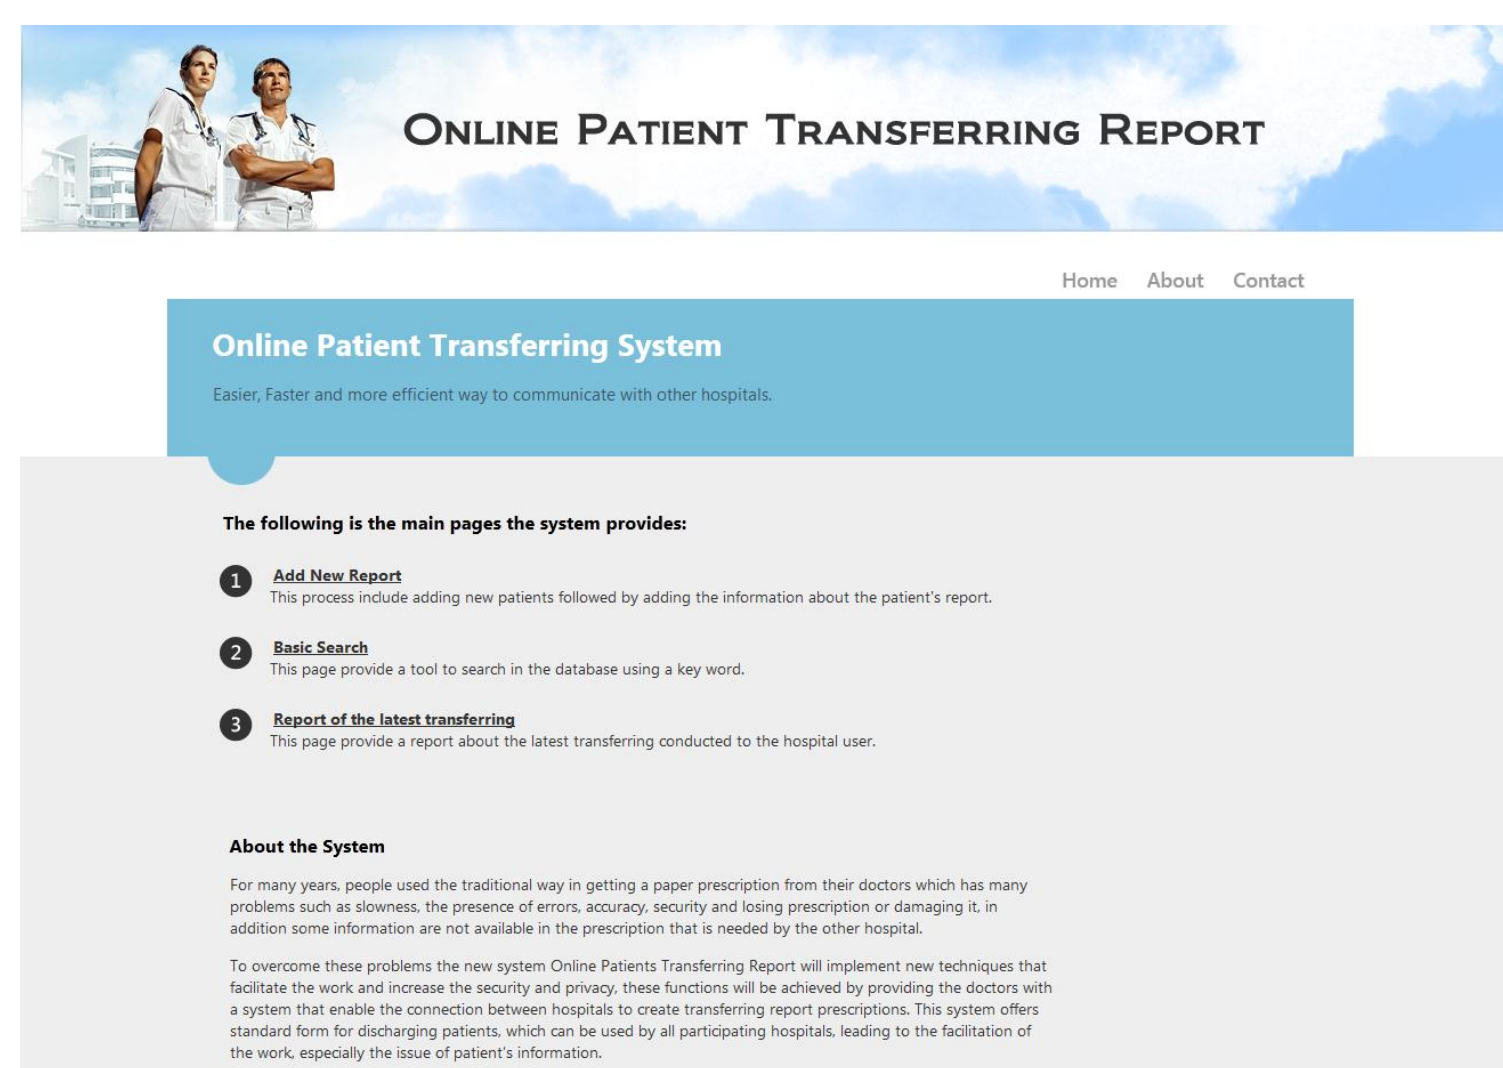 ONLINE PATIENT TRANSFERRING REPORT
Home About Contact
Online Patient Transferring System
Easier, Faster and more efficient way to communicate with other hospitals.
The following is the main pages the system provides:
1 Add New Report
This process include adding new patients followed by adding the information about the patient's report.
2 Basic Search
This page provide a tool to search in the database using a key word.
3 Report of the latest transferring
This page provide a report about the latest transferring conducted to the hospital user.
About the System
For many years, people used the traditional way in getting a paper prescription from their doctors which has many
problems such as slowness, the presence of errors, accuracy, security and losing prescription or damaging it, in
addition some information are not available in the prescription that is needed by the other hospital.
To overcome these problems the new system Online Patients Transferring Report will implement new techniques that
facilitate the work and increase the security and privacy, these functions will be achieved by providing the doctors with
a system that enable the connection between hospitals to create transferring report prescriptions. This system offers
standard form for discharging patients, which can be used by all participating hospitals, leading to the facilitation of
the work, especially the issue of patient's information.